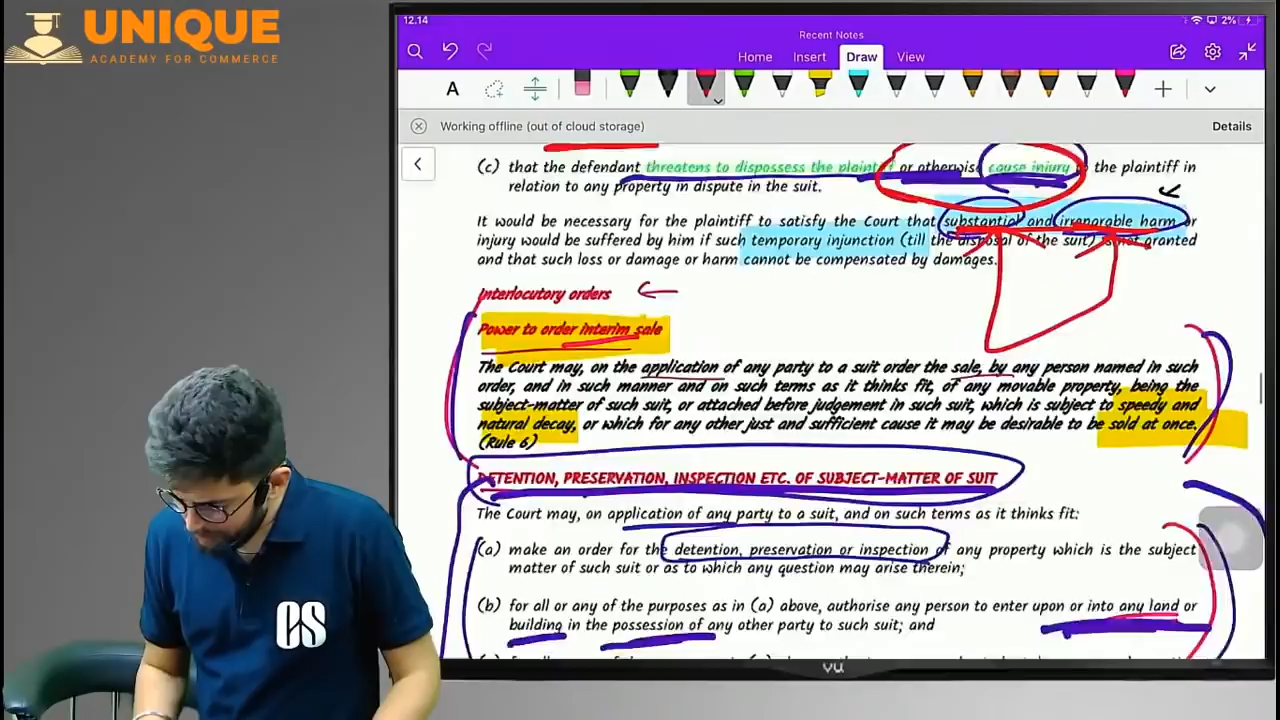 UNIQUE
ACADEMY FOR COMMERCE
12.14
2%
Recent Notes
Home Insert Draw View
A
Working offline (out of cloud storage)
Details
(c) that the defendant threatens to dispossess the plaintiff or otherwise cause injury to the plaintiff in
relation to any property in dispute in the suit.
It would be necessary for the plaintiff to satisfy the Court that substantial and irreparable harm or
injury would be suffered by him if such temporary injunction (till the disposal of the suit) is not granted
and that such loss or damage or harm cannot be compensated by damages.
Interlocutory orders
Power to order interim sale
The Court may, on the application of any party to a suit order the sale, by any person named in such
order, and in such manner and on such terms as it thinks fit, of any movable property, being the
subject-matter of such suit, or attached before judgement in such suit, which is subject to speedy and
natural decay, or which for any other just and sufficient cause it may be desirable to be sold at once.
(Rule 6)
DETENTION, PRESERVATION, INSPECTION ETC. OF SUBJECT-MATTER OF SUIT
The Court may, on application of any party to a suit, and on such terms as it thinks fit:
(a) make an order for the detention, preservation or inspection of any property which is the subject
matter of such suit or as to which any question may arise therein;
(b) for all or any of the purposes as in (a) above, authorise any person to enter upon or into any land or
building in the possession of any other party to such suit; and
CS
VU